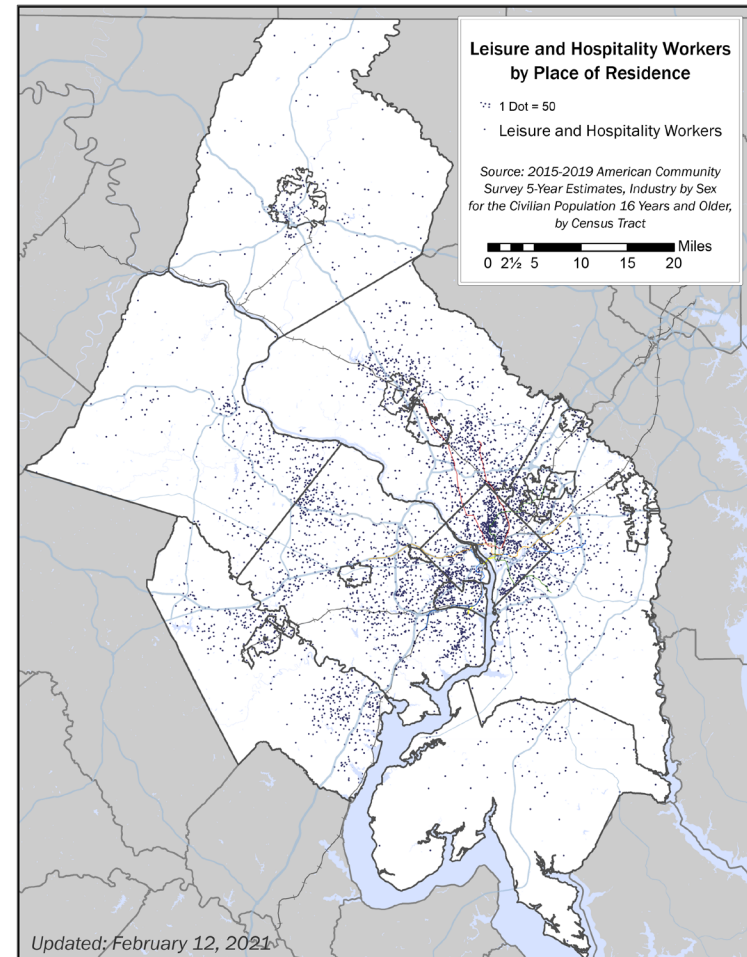 Leisure and Hospitality Workers
by Place of Residence
1 Dot = 50
Leisure and Hospitality Workers
Source: 2015-2019 American Community
Survey 5-Year Estimates, Industry by Sex
for the Civilian Population 16 Years and Older,
by Census Tract
Miles
0 2½ 5 10 15 20
Updated: February 12, 2021